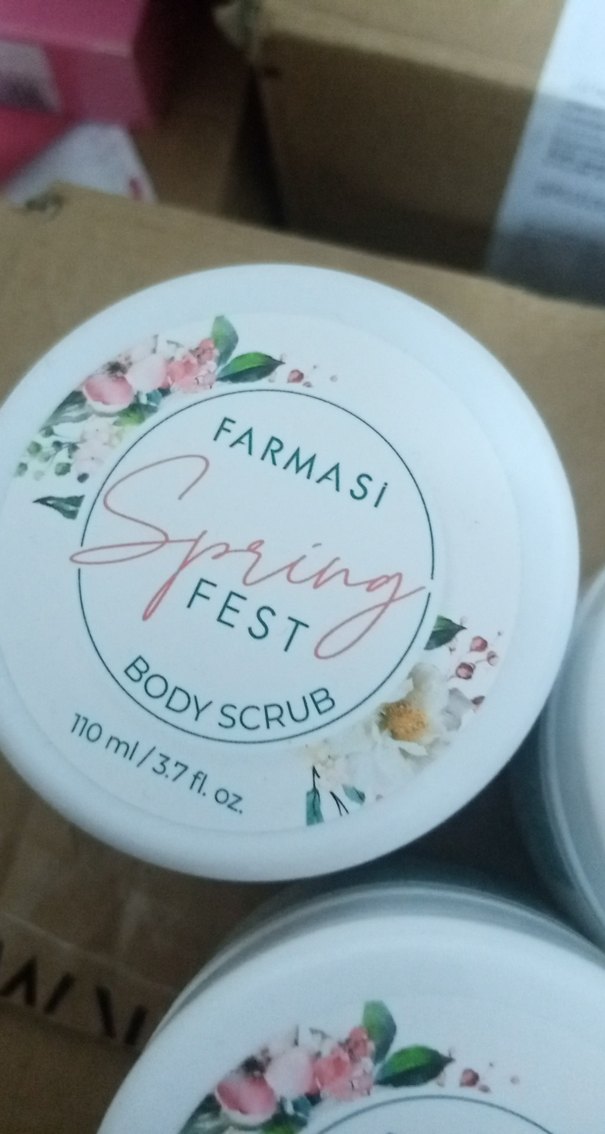 FARMASİ
Spring
FEST
BODY SCRUB
110 ml / 3.7 fl. oz.